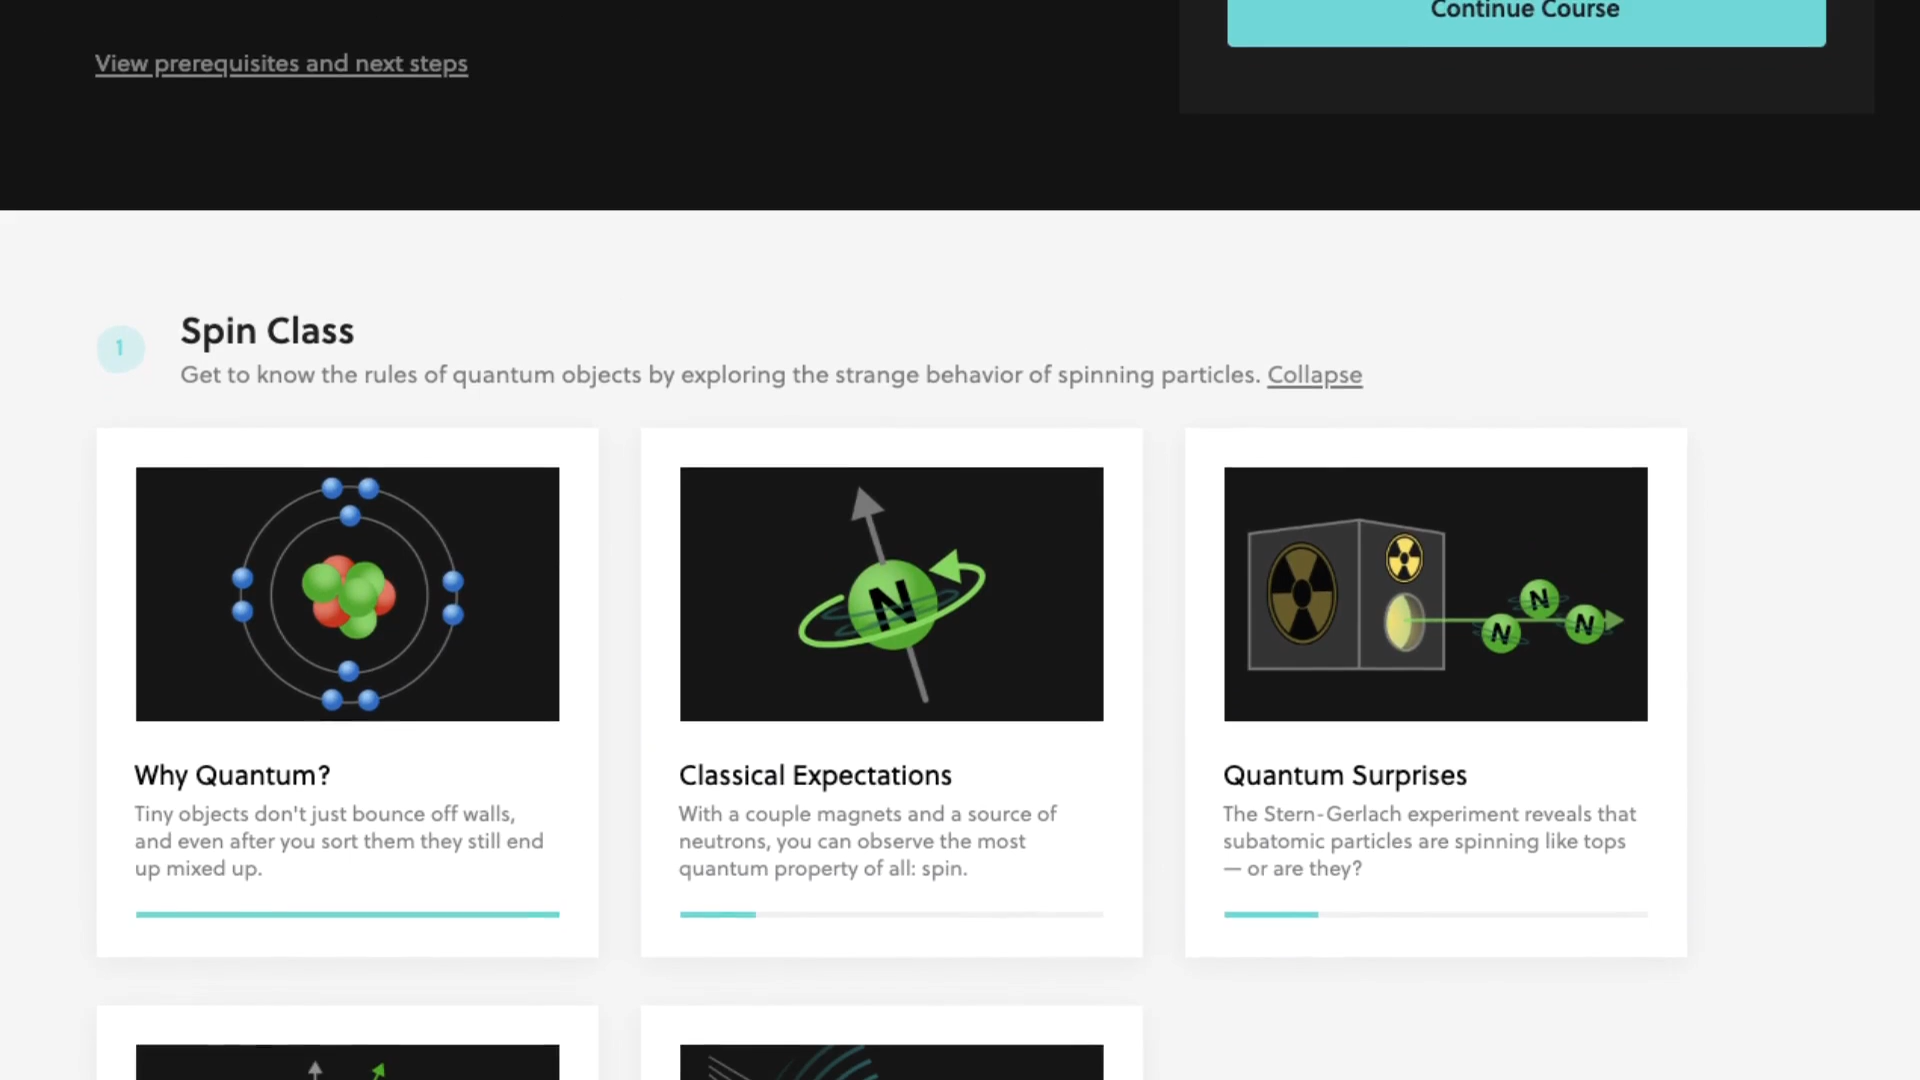 Continue Course
View prerequisites and next steps
1
Spin Class
Get to know the rules of quantum objects by exploring the strange behavior of spinning particles. Collapse
N
N
N
N
Why Quantum?
Tiny objects don't just bounce off walls,
and even after you sort them they still end
up mixed up.
Classical Expectations
With a couple magnets and a source of
neutrons, you can observe the most
quantum property of all: spin.
Quantum Surprises
The Stern-Gerlach experiment reveals that
subatomic particles are spinning like tops
— or are they?